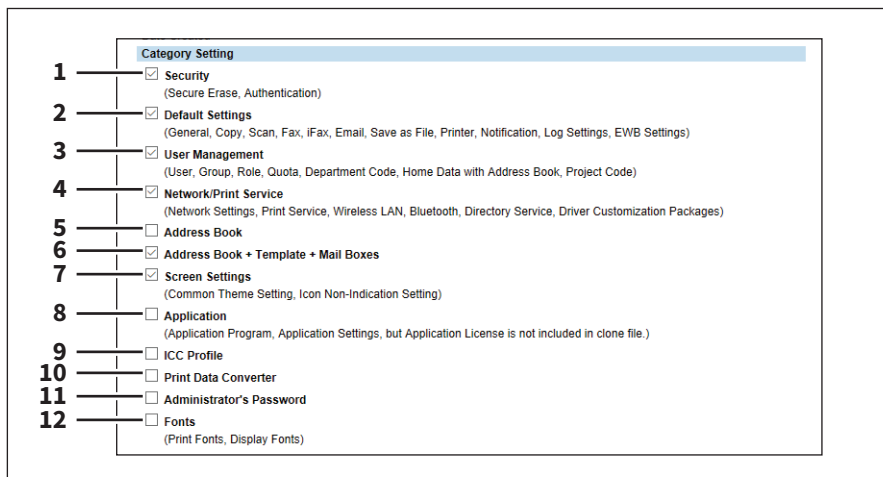 Category Setting
1 Security
(Secure Erase, Authentication)
2 Default Settings
(General, Copy, Scan, Fax, iFax, Email, Save as File, Printer, Notification, Log Settings, EWB Settings)
3 User Management
(User, Group, Role, Quota, Department Code, Home Data with Address Book, Project Code)
4 Network/Print Service
(Network Settings, Print Service, Wireless LAN, Bluetooth, Directory Service, Driver Customization Packages)
5 Address Book
6 Address Book + Template + Mail Boxes
7 Screen Settings
(Common Theme Setting, Icon Non-Indication Setting)
8 Application
(Application Program, Application Settings, but Application License is not included in clone file.)
9 ICC Profile
10 Print Data Converter
11 Administrator's Password
12 Fonts
(Print Fonts, Display Fonts)